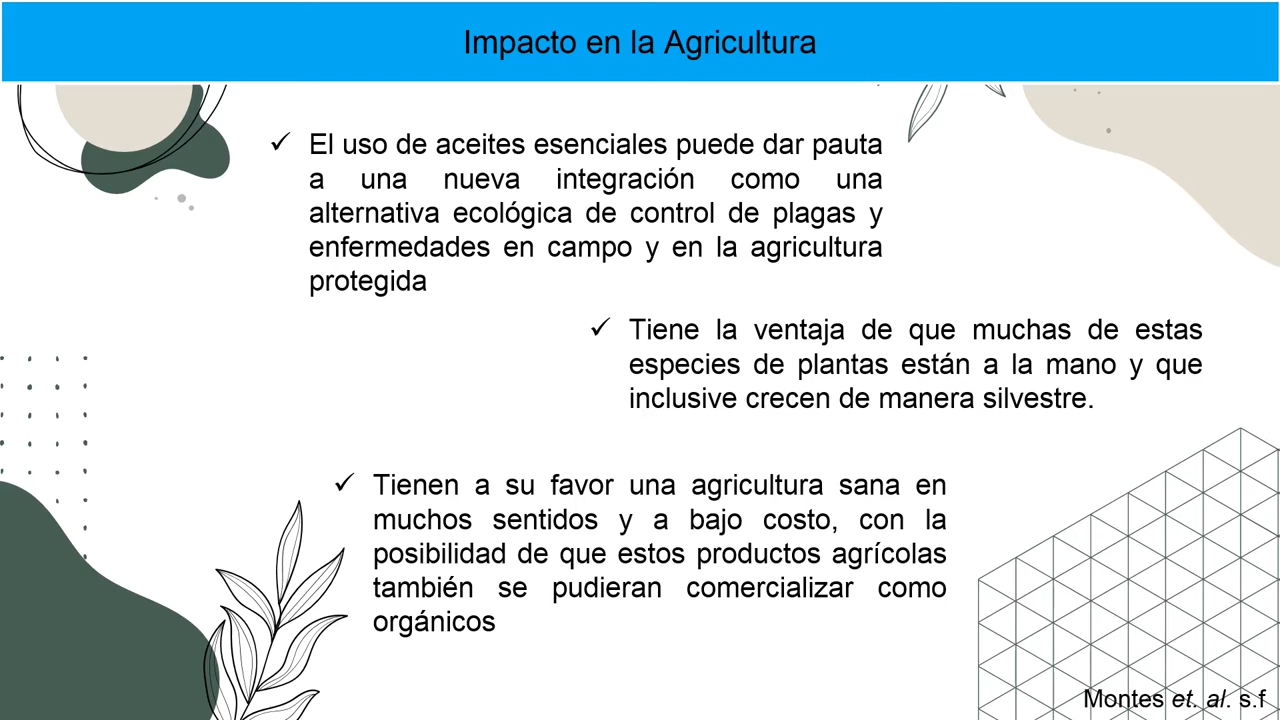 Impacto en la Agricultura
✓ El uso de aceites esenciales puede dar pauta
a una nueva integración como una
alternativa ecológica de control de plagas y
enfermedades en campo y en la agricultura
protegida
✓ Tiene la ventaja de que muchas de estas
especies de plantas están a la mano y que
inclusive crecen de manera silvestre.
✓ Tienen a su favor una agricultura sana en
muchos sentidos y a bajo costo, con la
posibilidad de que estos productos agrícolas
también se pudieran comercializar como
orgánicos
Montes et. al. s.f